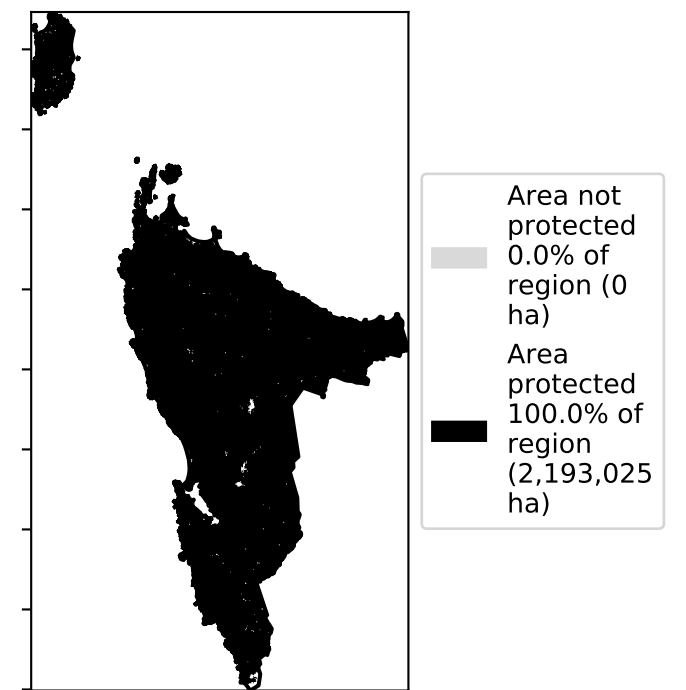 Area not
protected
0.0% of
region (0
ha)
Area
protected
100.0% of
region
(2,193,025
ha)